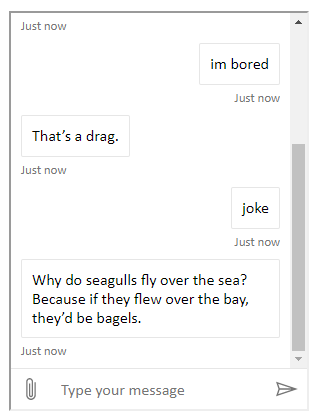 Just now
im bored
Just now
That’s a drag.
Just now
joke
Just now
Why do seagulls fly over the sea?
Because if they flew over the bay,
they’d be bagels.
Just now
Type your message